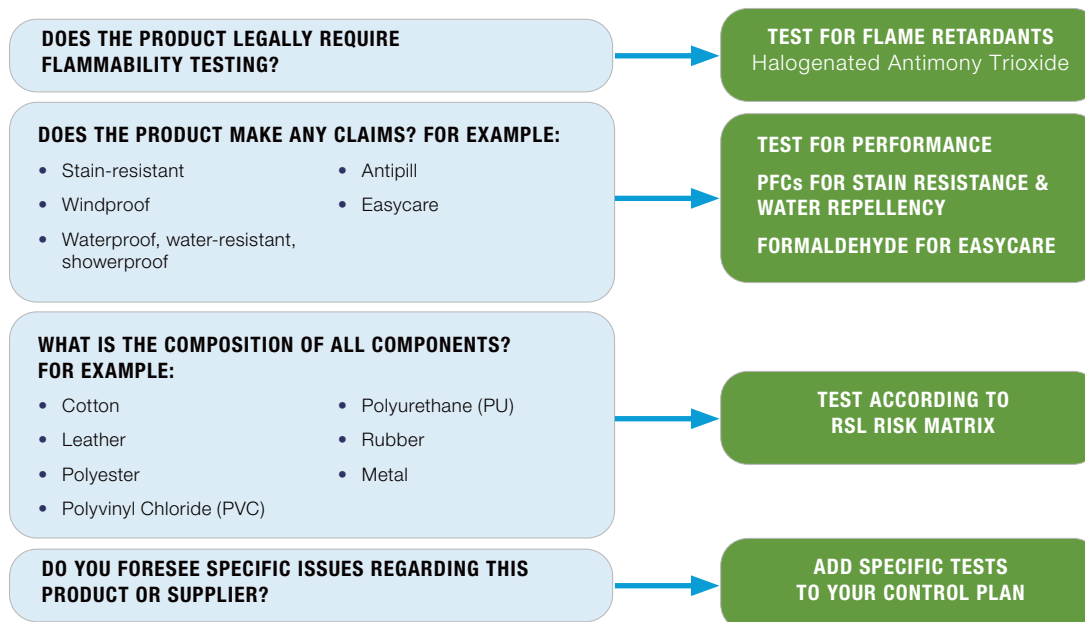 DOES THE PRODUCT LEGALLY REQUIRE
FLAMMABILITY TESTING?
TEST FOR FLAME RETARDANTS
Halogenated Antimony Trioxide
DOES THE PRODUCT MAKE ANY CLAIMS? FOR EXAMPLE:
• Stain-resistant
• Windproof
• Waterproof, water-resistant,
showerproof
• Antipill
• Easycare
TEST FOR PERFORMANCE
PFCs FOR STAIN RESISTANCE &
WATER REPELLENCY
FORMALDEHYDE FOR EASYCARE
WHAT IS THE COMPOSITION OF ALL COMPONENTS?
FOR EXAMPLE:
• Cotton
• Leather
• Polyester
• Polyvinyl Chloride (PVC)
• Polyurethane (PU)
• Rubber
• Metal
TEST ACCORDING TO
RSL RISK MATRIX
DO YOU FORESEE SPECIFIC ISSUES REGARDING THIS
PRODUCT OR SUPPLIER?
ADD SPECIFIC TESTS
TO YOUR CONTROL PLAN